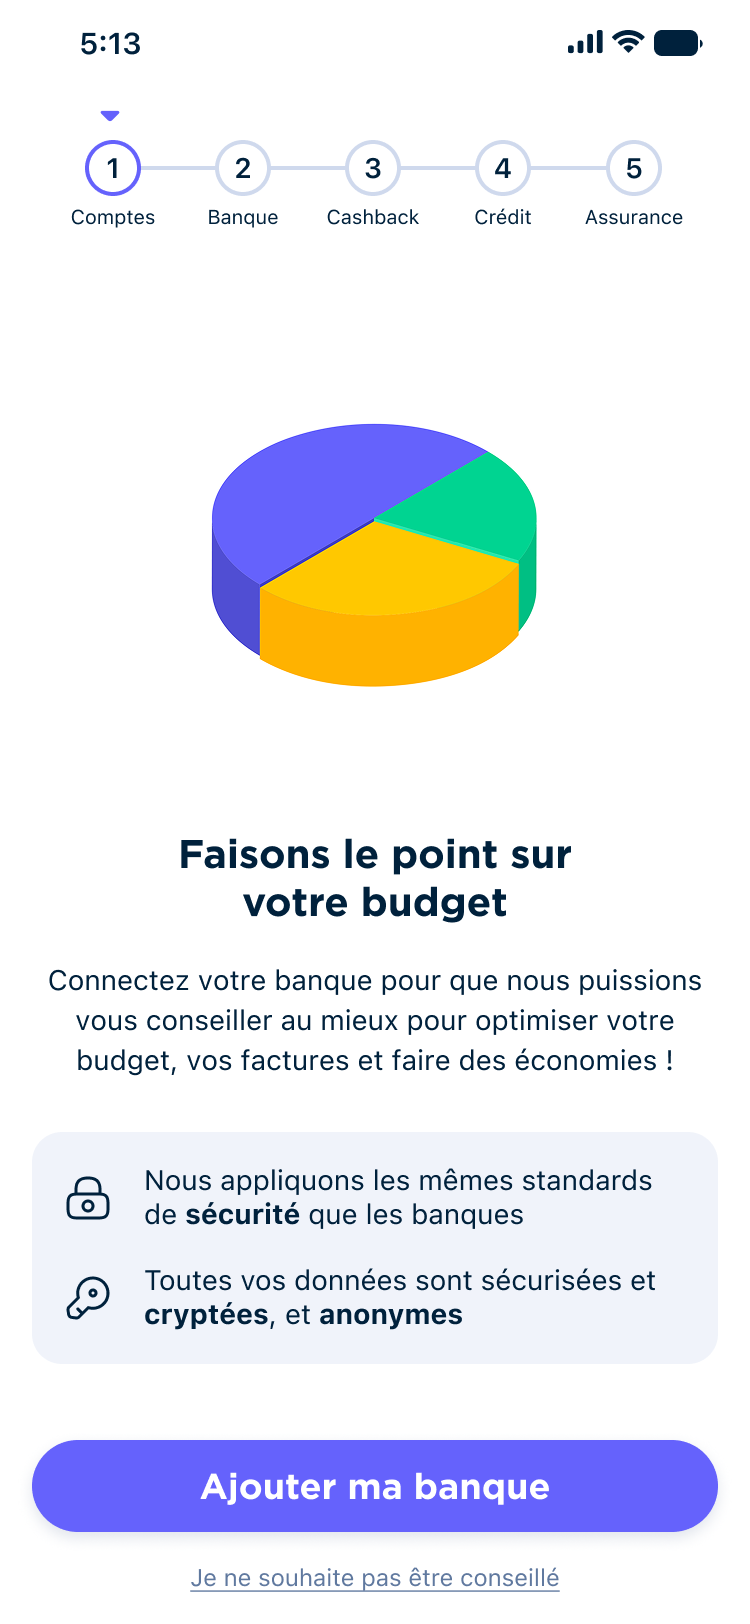 5:13
1 2 3 4 5
Comptes Banque Cashback Crédit Assurance
Faisons le point sur
votre budget
Connectez votre banque pour que nous puissions
vous conseiller au mieux pour optimiser votre
budget, vos factures et faire des économies !
Nous appliquons les mêmes standards
de sécurité que les banques
Toutes vos données sont sécurisées et
cryptées, et anonymes
Ajouter ma banque
Je ne souhaite pas être conseillé